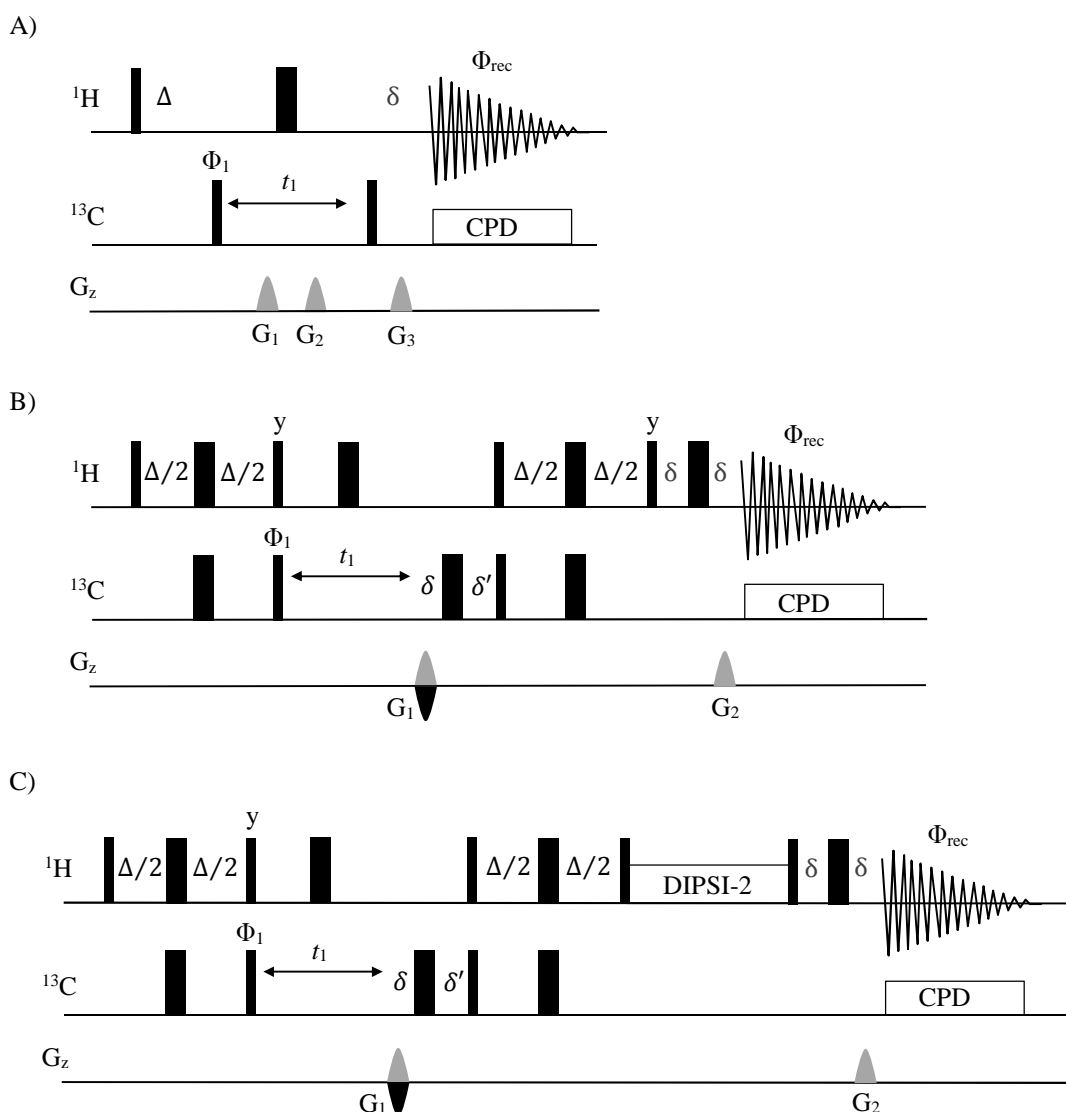 A)
Φrec
¹H Δ δ
Φ₁
t₁
¹³C CPD
Gz
G₁ G₂ G₃
B)
y y Φrec
¹H Δ/2 Δ/2 Δ/2 Δ/2 δ δ
Φ₁
t₁
¹³C δ δ′ CPD
Gz
G₁ G₂
C)
y Φrec
¹H Δ/2 Δ/2 Δ/2 Δ/2 DIPSI-2 δ δ
Φ₁
t₁
¹³C δ δ′ CPD
Gz
G₁ G₂